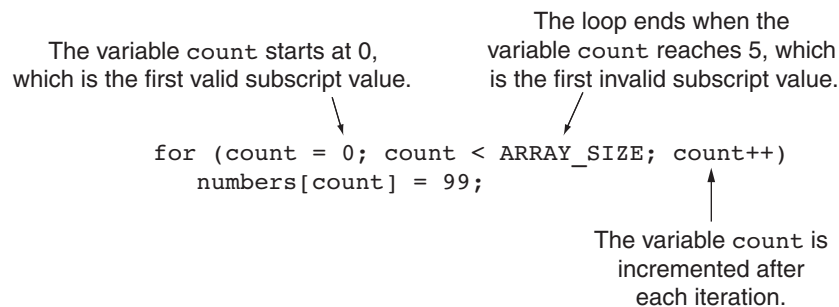 The variable count starts at 0,
which is the first valid subscript value.
The loop ends when the
variable count reaches 5, which
is the first invalid subscript value.
for (count = 0; count < ARRAY_SIZE; count++)
numbers[count] = 99;
The variable count is
incremented after
each iteration.